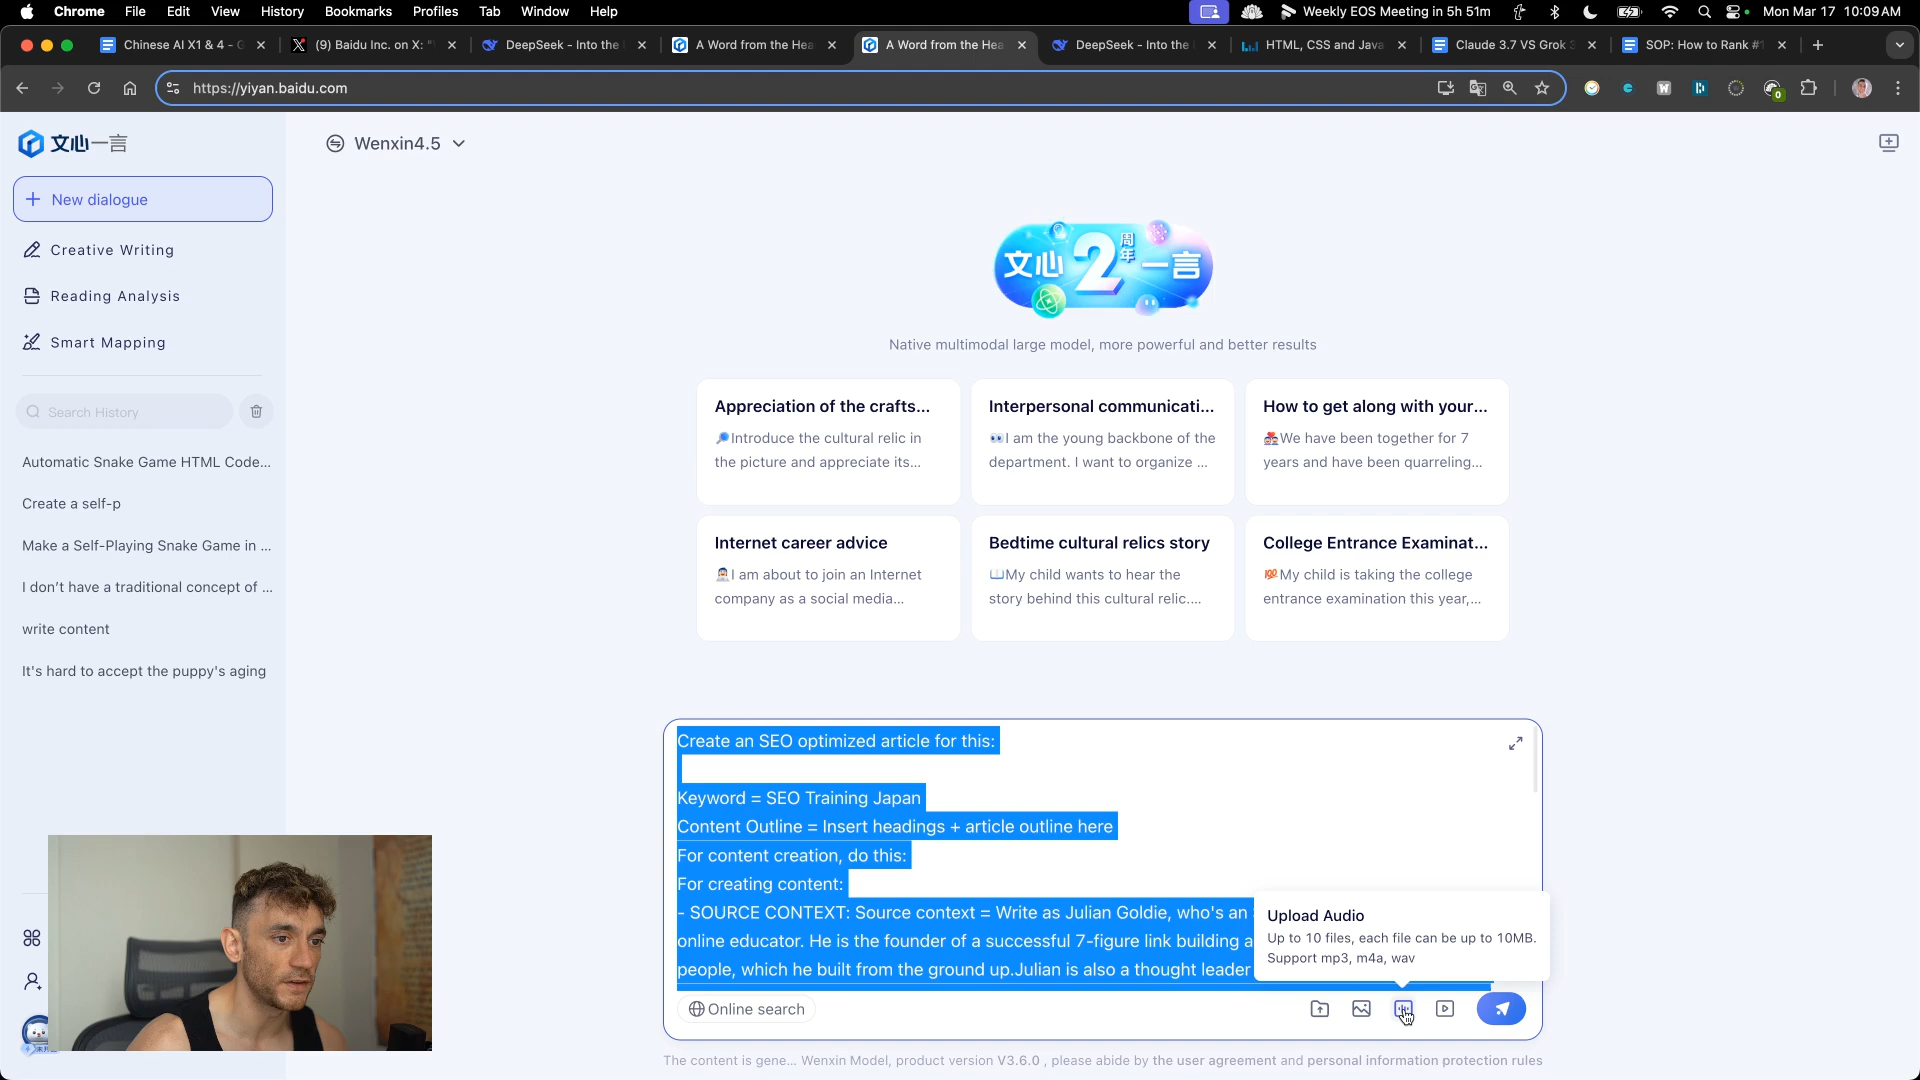 Chrome File Edit View History Bookmarks Profiles Tab Window Help
Weekly EOS Meeting in 5h 51m
Mon Mar 17 10:09 AM
Chinese AI X1 & 4 - G
(9) Baidu Inc. on X: "
DeepSeek - Into the
A Word from the Hea
A Word from the Hea
DeepSeek - Into the
HTML, CSS and Java
Claude 3.7 VS Grok 3
SOP: How to Rank #1
https://yiyan.baidu.com
0
文心一言
Wenxin4.5
New dialogue
Creative Writing
Reading Analysis
Smart Mapping
Search History
Automatic Snake Game HTML Code...
Create a self-p
Make a Self-Playing Snake Game in ...
I don't have a traditional concept of ...
write content
It's hard to accept the puppy's aging
文心2周年一言
Native multimodal large model, more powerful and better results
Appreciation of the crafts...
Introduce the cultural relic in
the picture and appreciate its...
Interpersonal communicati...
I am the young backbone of the
department. I want to organize ...
How to get along with your...
We have been together for 7
years and have been quarreling...
Internet career advice
I am about to join an Internet
company as a social media...
Bedtime cultural relics story
My child wants to hear the
story behind this cultural relic....
College Entrance Examinat...
My child is taking the college
entrance examination this year,...
Create an SEO optimized article for this:
Keyword = SEO Training Japan
Content Outline = Insert headings + article outline here
For content creation, do this:
For creating content:
- SOURCE CONTEXT: Source context = Write as Julian Goldie, who's an
online educator. He is the founder of a successful 7-figure link building a
people, which he built from the ground up.Julian is also a thought leader
Upload Audio
Up to 10 files, each file can be up to 10MB.
Support mp3, m4a, wav
Online search
The content is gene... Wenxin Model, product version V3.6.0 , please abide by the user agreement and personal information protection rules